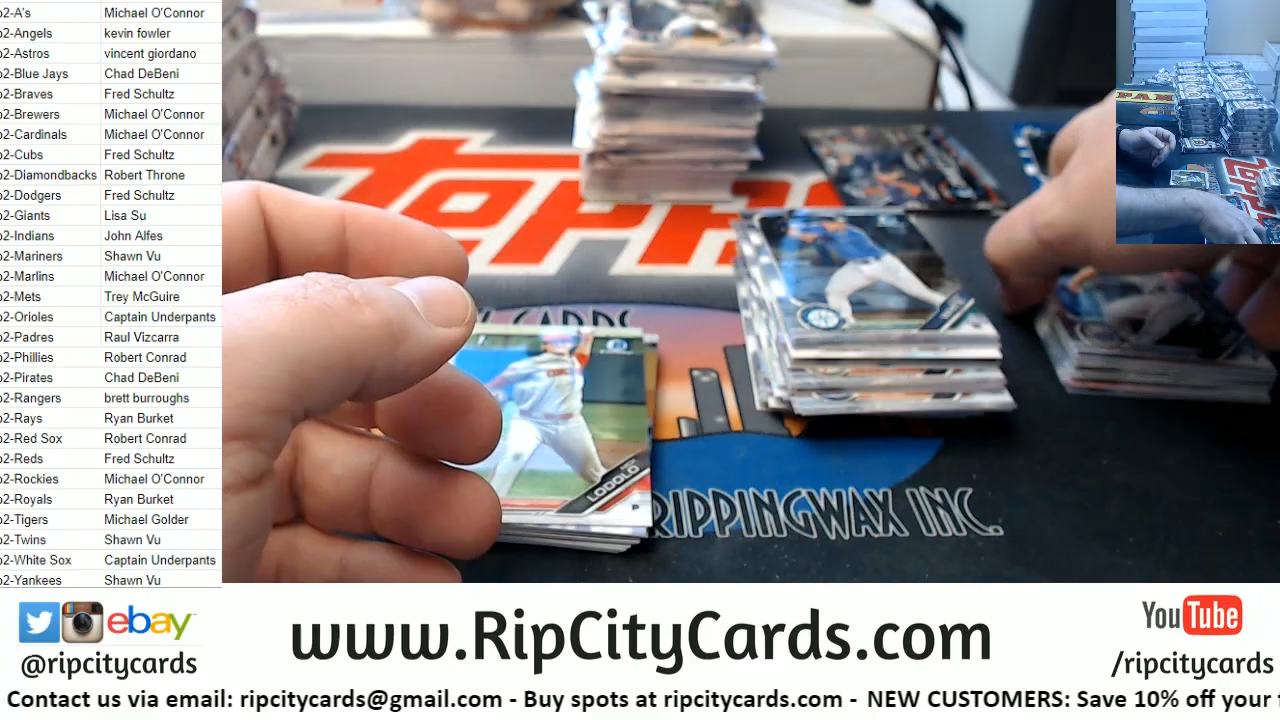 o2-A's Michael O'Connor
o2-Angels kevin fowler
o2-Astros vincent giordano
o2-Blue Jays Chad DeBeni
o2-Braves Fred Schultz
o2-Brewers Michael O'Connor
o2-Cardinals Michael O'Connor
o2-Cubs Fred Schultz
o2-Diamondbacks Robert Throne
o2-Dodgers Fred Schultz
o2-Giants Lisa Su
o2-Indians John Alfes
o2-Mariners Shawn Vu
o2-Marlins Michael O'Connor
o2-Mets Trey McGuire
o2-Orioles Captain Underpants
o2-Padres Raul Vizcarra
o2-Phillies Robert Conrad
o2-Pirates Chad DeBeni
o2-Rangers brett burroughs
o2-Rays Ryan Burket
o2-Red Sox Robert Conrad
o2-Reds Fred Schultz
o2-Rockies Michael O'Connor
o2-Royals Ryan Burket
o2-Tigers Michael Golder
o2-Twins Shawn Vu
o2-White Sox Captain Underpants
o2-Yankees Shawn Vu
TOPPS
CARDS
LODOLO
P
RIPPINGWAX INC.
ebay
@ripcitycards
www.RipCityCards.com
YouTube
/ripcitycards
Contact us via email: ripcitycards@gmail.com - Buy spots at ripcitycards.com - NEW CUSTOMERS: Save 10% off your